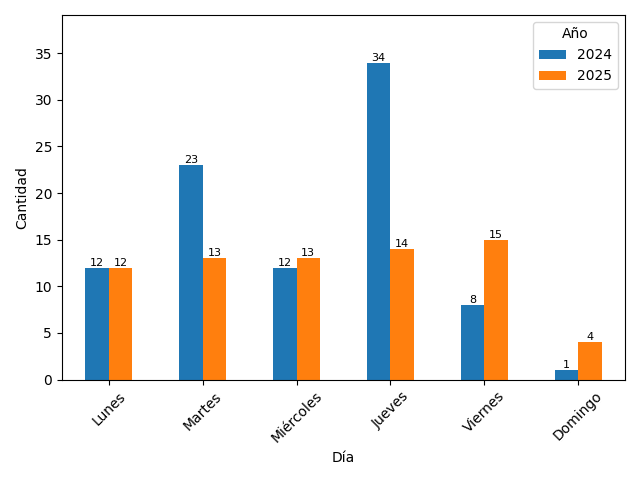 Año
2024
2025
Cantidad
35
30
25
20
15
10
5
0
12
12
23
13
12
13
34
14
8
15
1
4
Lunes
Martes
Miércoles
Jueves
Viernes
Domingo
Día